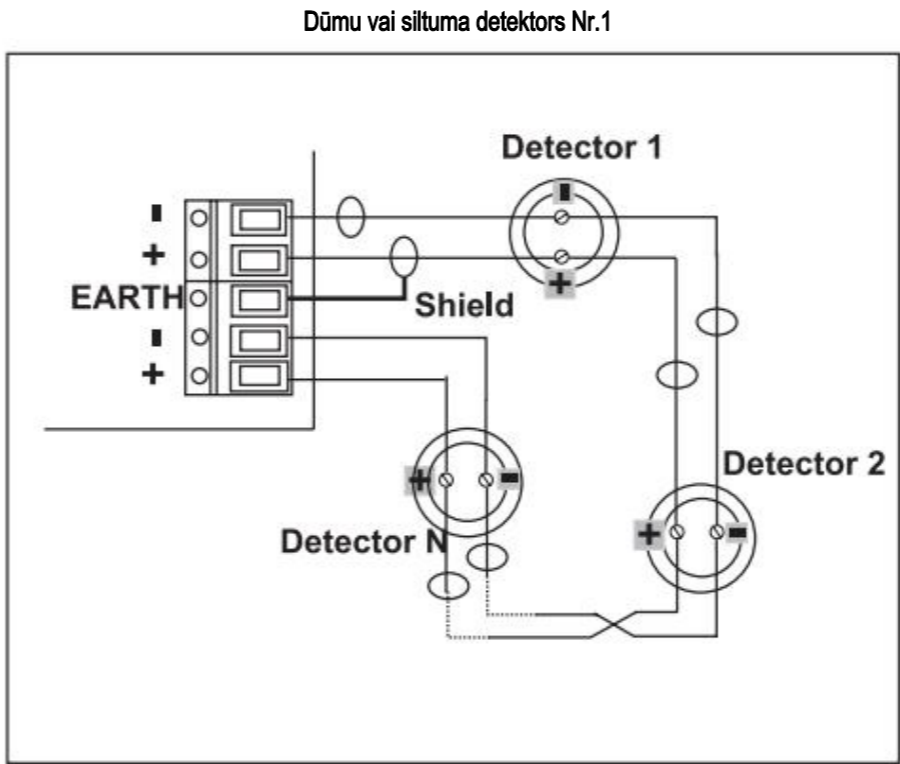 Dūmu vai siltuma detektors Nr.1
Detector 1
-
+
EARTH
-
+
-
+
Shield
Detector 2
+ -
+ -
Detector N